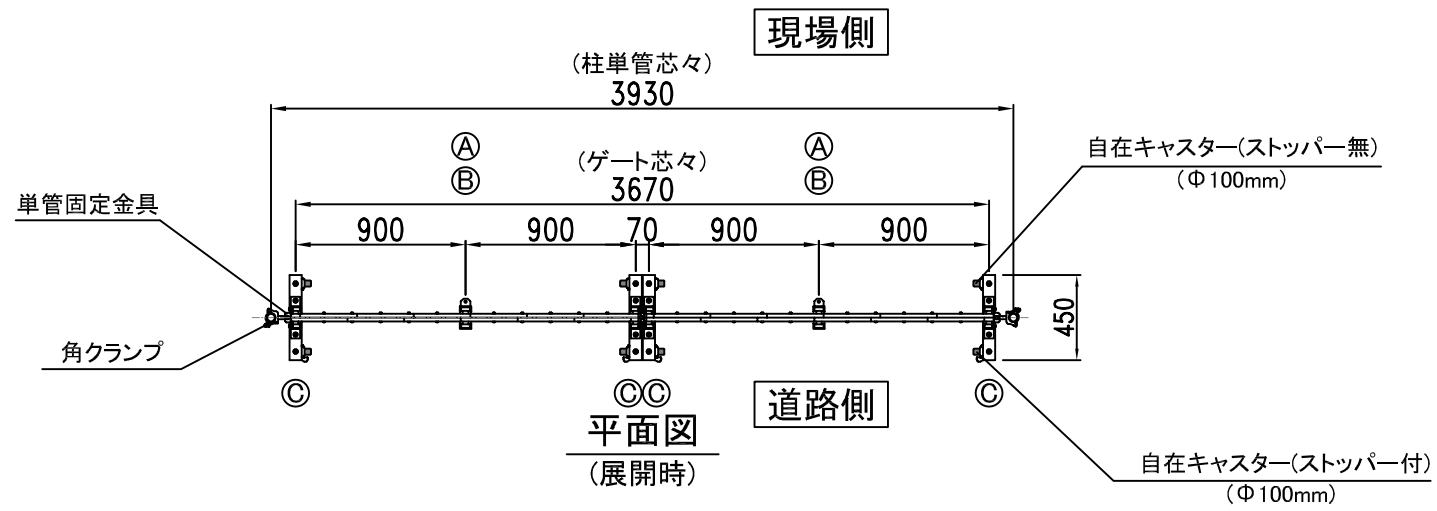 現場側
(柱単管芯々)
3930
Ⓐ
Ⓐ
自在キャスター(ストッパー無)
(ゲート芯々)
Ⓑ
Ⓑ
(Φ100mm)
3670
単管固定金具
900
900
70
900
900
450
角クランプ
Ⓒ
ⒸⒸ
道路側
Ⓒ
平面図
(展開時)
自在キャスター(ストッパー付)
(Φ100mm)